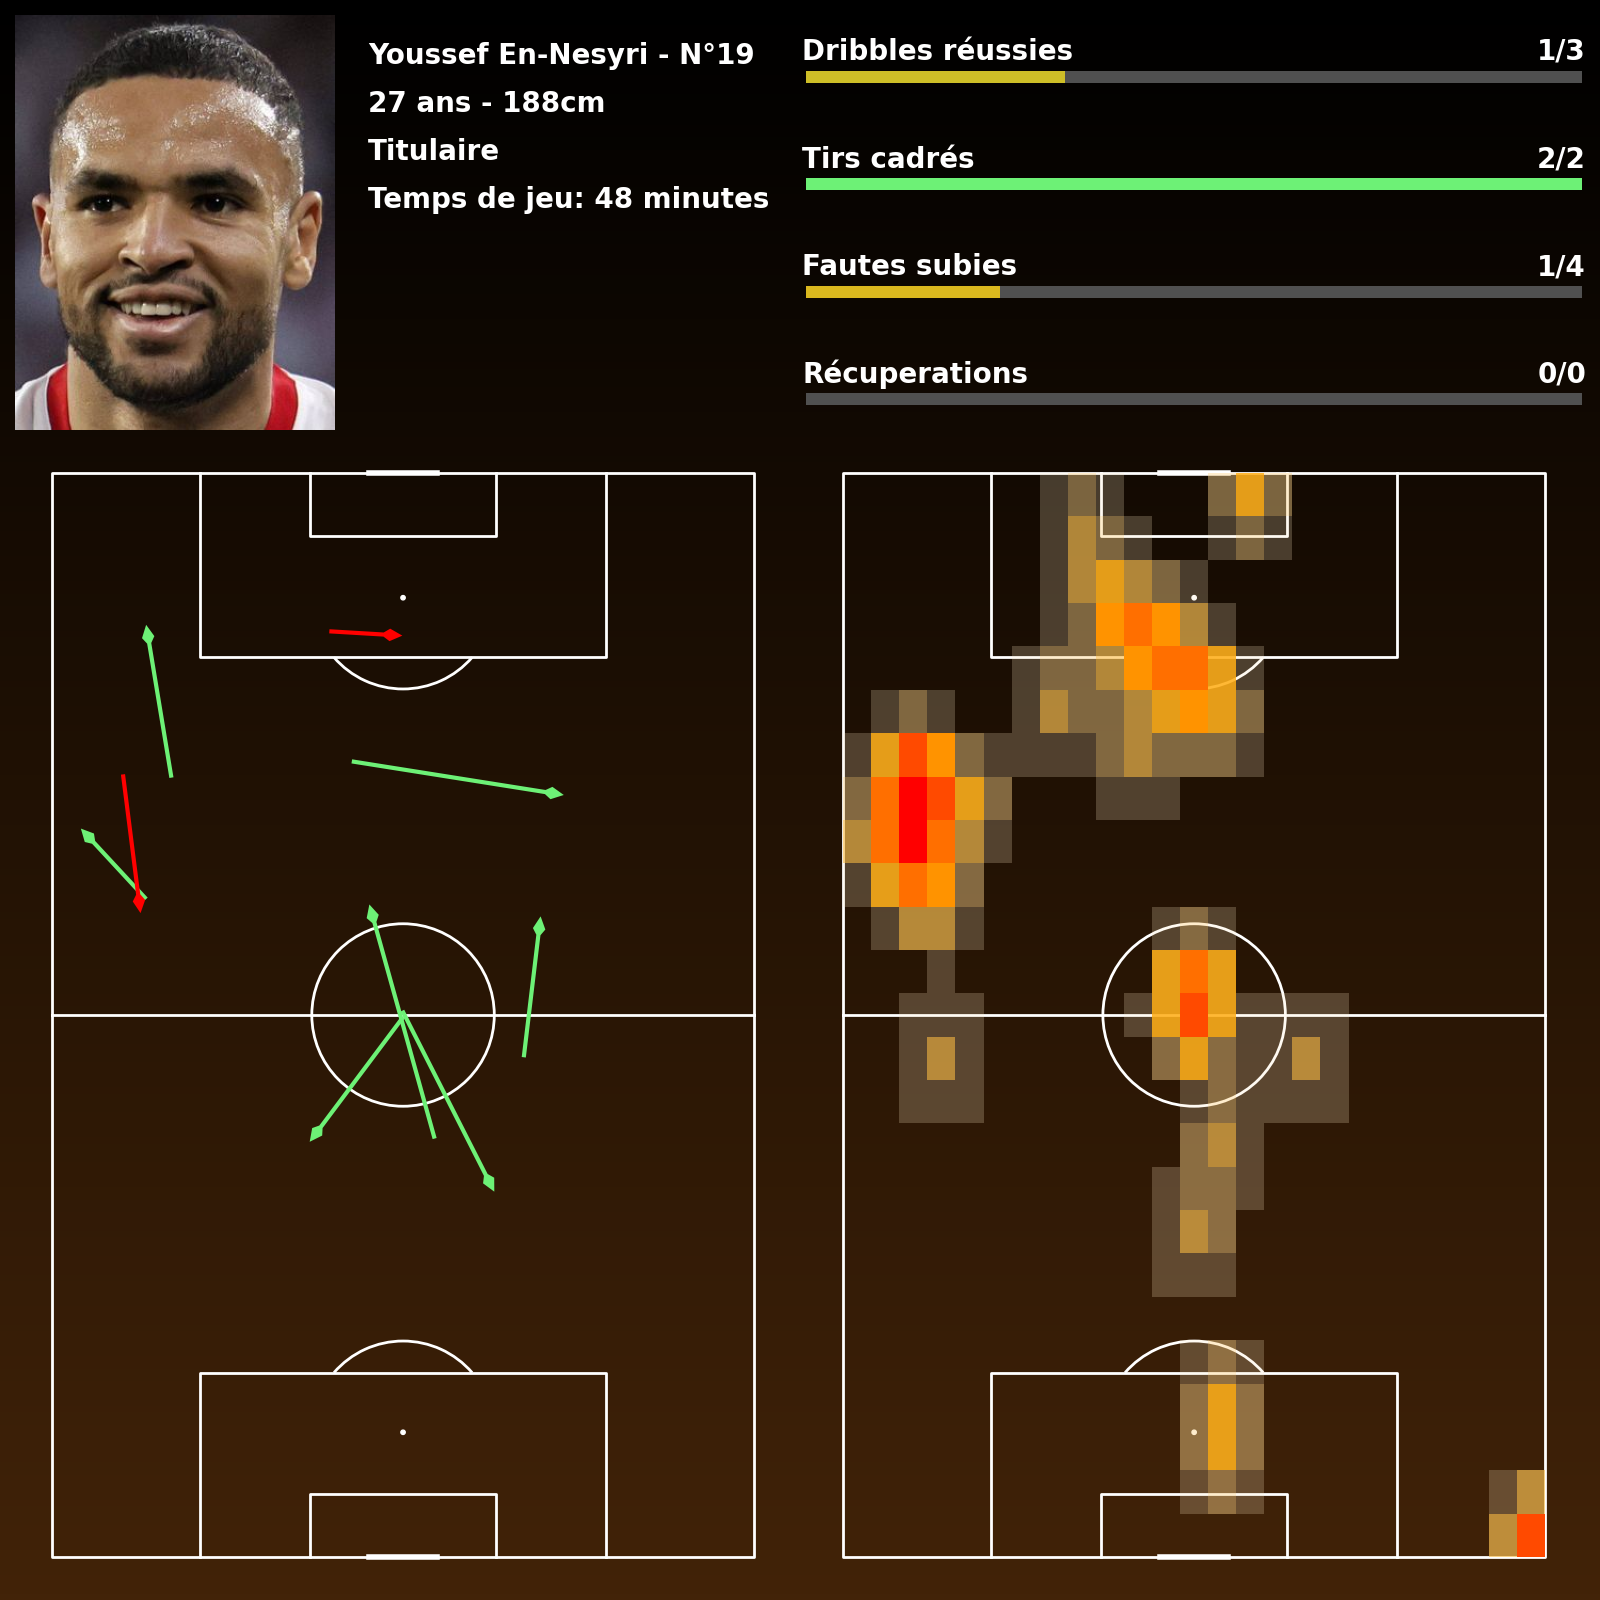 Youssef En-Nesyri - N°19
27 ans - 188cm
Titulaire
Temps de jeu: 48 minutes
Dribbles réussies 1/3
Tirs cadrés 2/2
Fautes subies 1/4
Récuperations 0/0